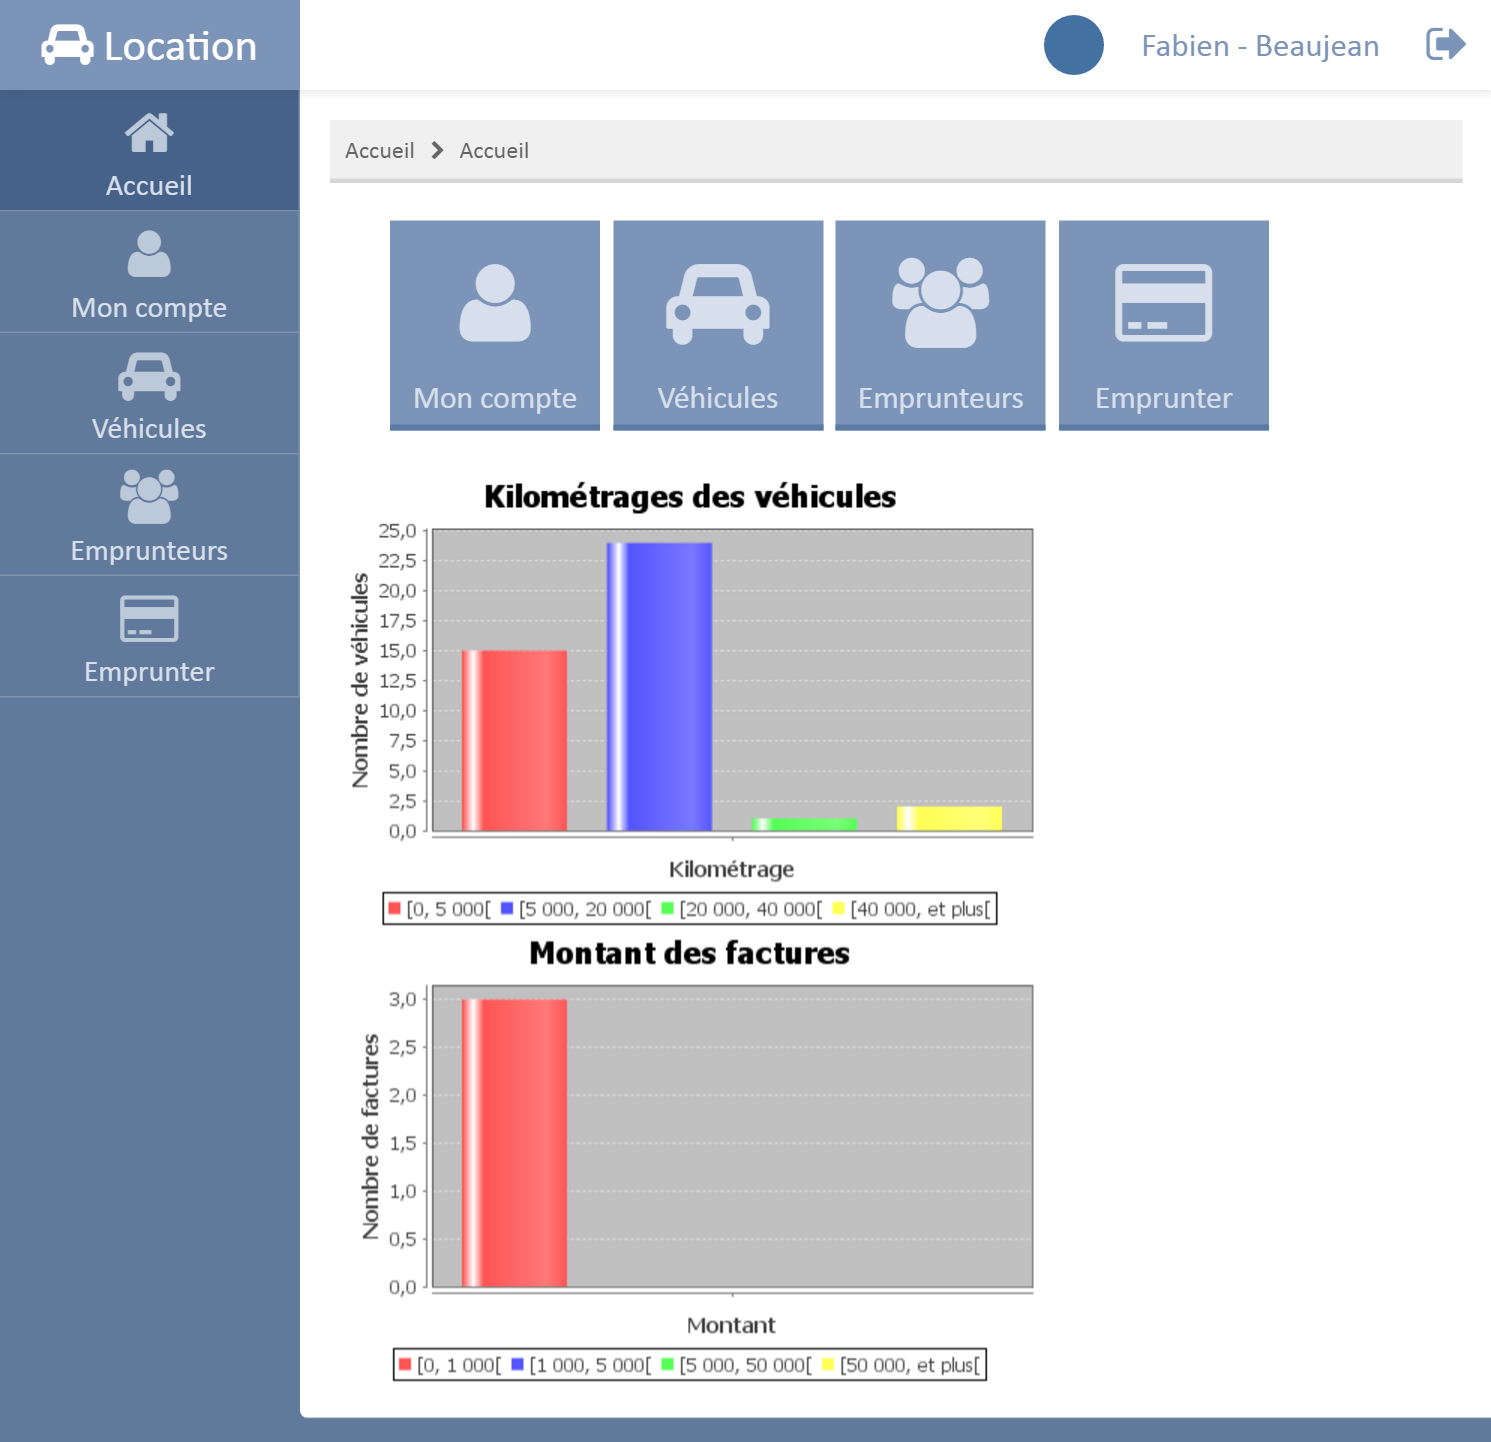 Location
Fabien - Beaujean
Accueil
Mon compte
Véhicules
Emprunteurs
Emprunter
Accueil Accueil
Mon compte
Véhicules
Emprunteurs
Emprunter
Kilométrages des véhicules
Nombre de véhicules
25,0
22,5
20,0
17,5
15,0
12,5
10,0
7,5
5,0
2,5
0,0
Kilométrage
[0, 5 000[ [5 000, 20 000[ [20 000, 40 000[ [40 000, et plus[
Montant des factures
Nombre de factures
3,0
2,5
2,0
1,5
1,0
0,5
0,0
Montant
[0, 1 000[ [1 000, 5 000[ [5 000, 50 000[ [50 000, et plus[